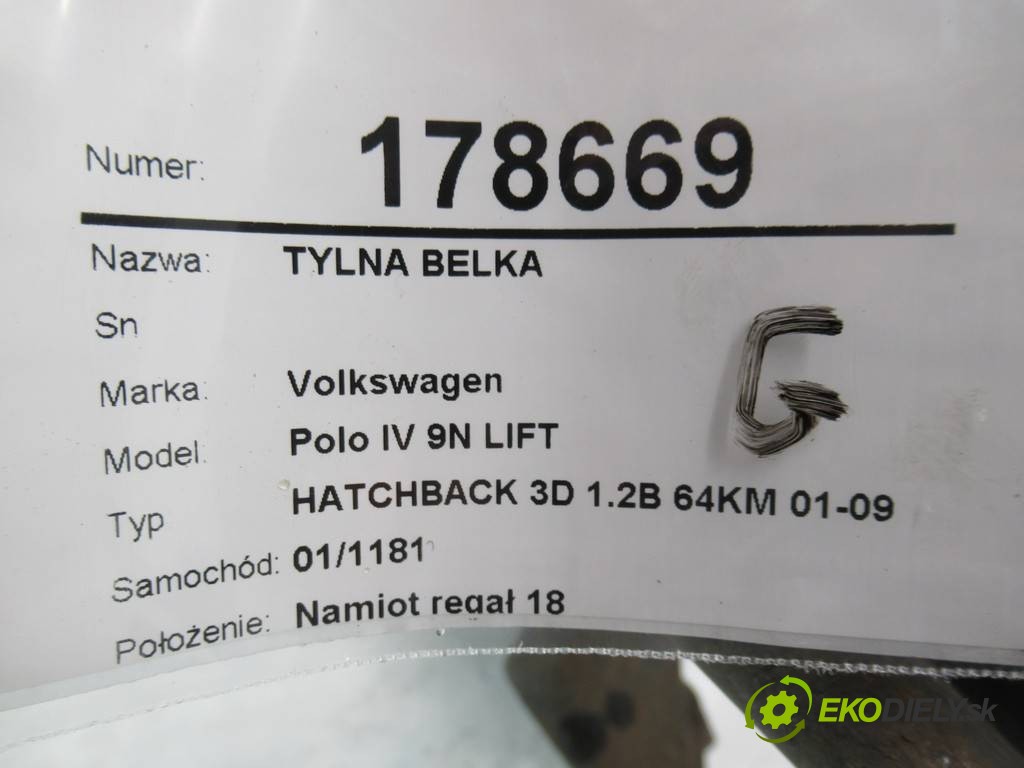 Numer: 178669
Nazwa: TYLNA BELKA
Sn
Marka: Volkswagen
Model: Polo IV 9N LIFT
Typ HATCHBACK 3D 1.2B 64KM 01-09
Samochód: 01/1181
Położenie: Namiot regał 18
G
EKODIELY.sk